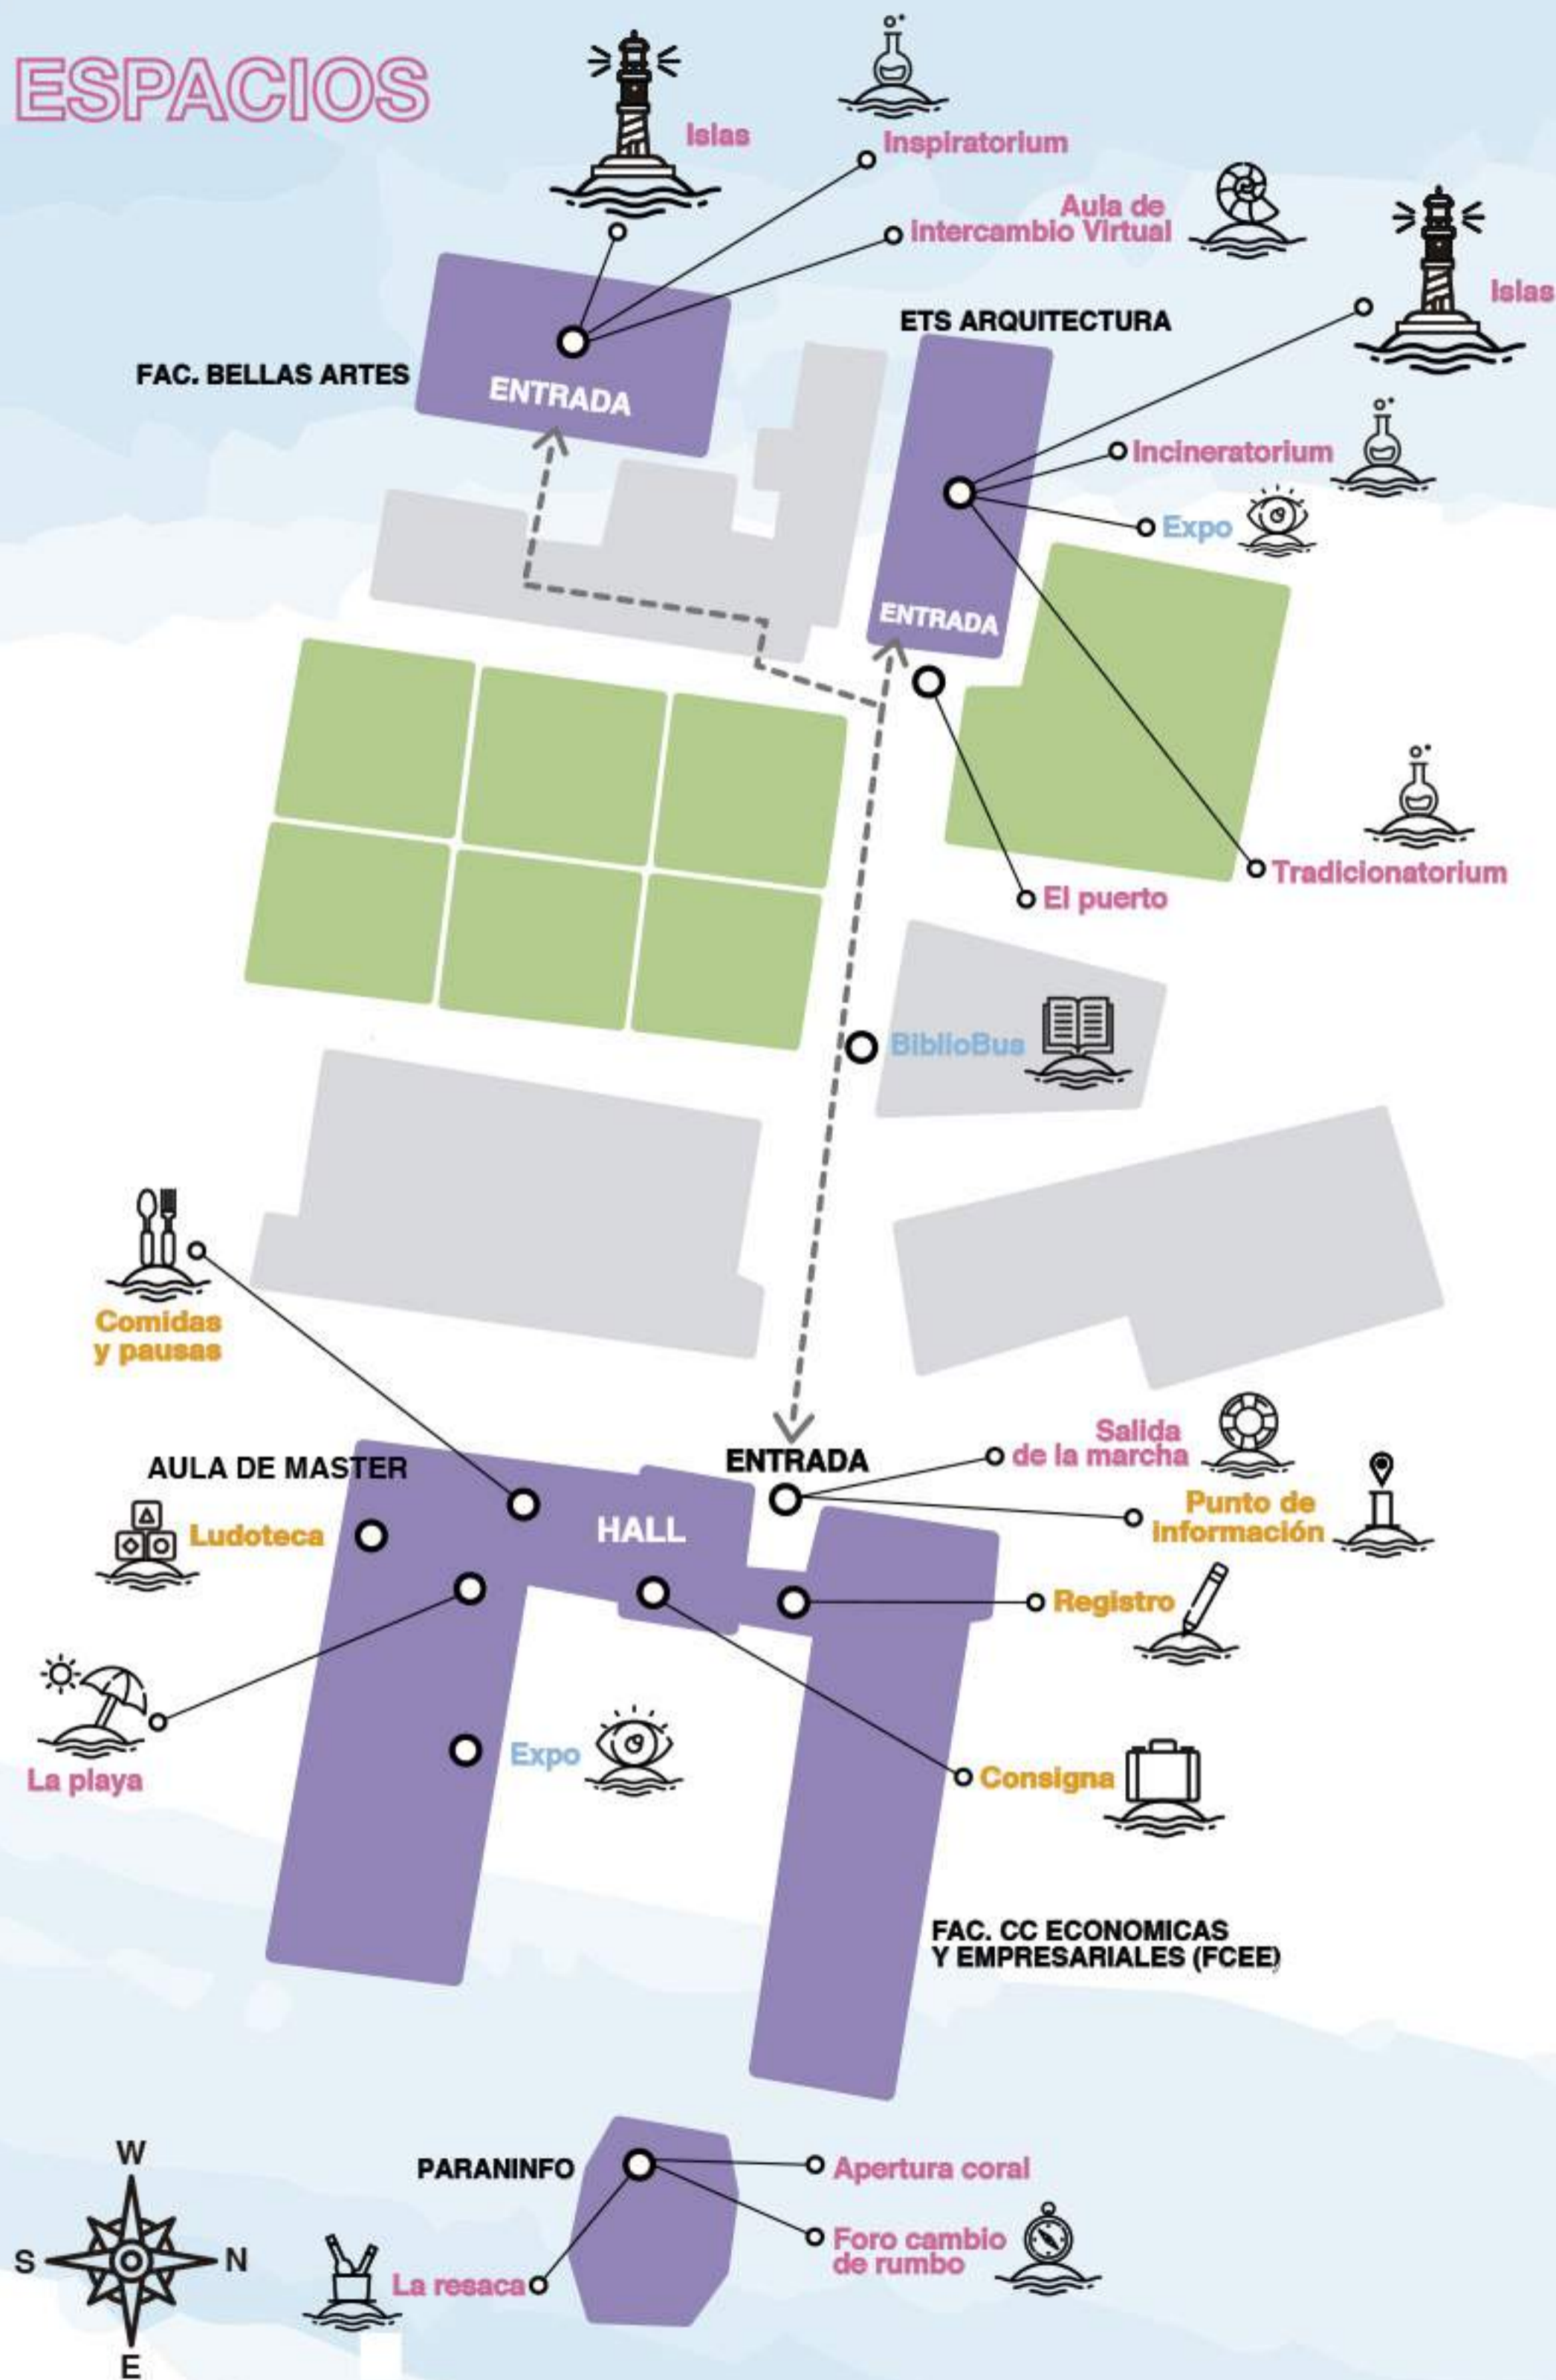 ESPACIOS
Islas
Inspiratorium
Aula de
intercambio Virtual
Islas
ETS ARQUITECTURA
FAC. BELLAS ARTES
ENTRADA
Incineratorium
Expo
ENTRADA
Tradicionatorium
El puerto
BiblioBus
Comidas
y pausas
Salida
de la marcha
ENTRADA
AULA DE MASTER
Punto de
información
HALL
Ludoteca
Registro
Expo
La playa
Consigna
FAC. CC ECONOMICAS
Y EMPRESARIALES (FCEE)
W
PARANINFO
Apertura coral
S
N
Foro cambio
de rumbo
La resaca
E